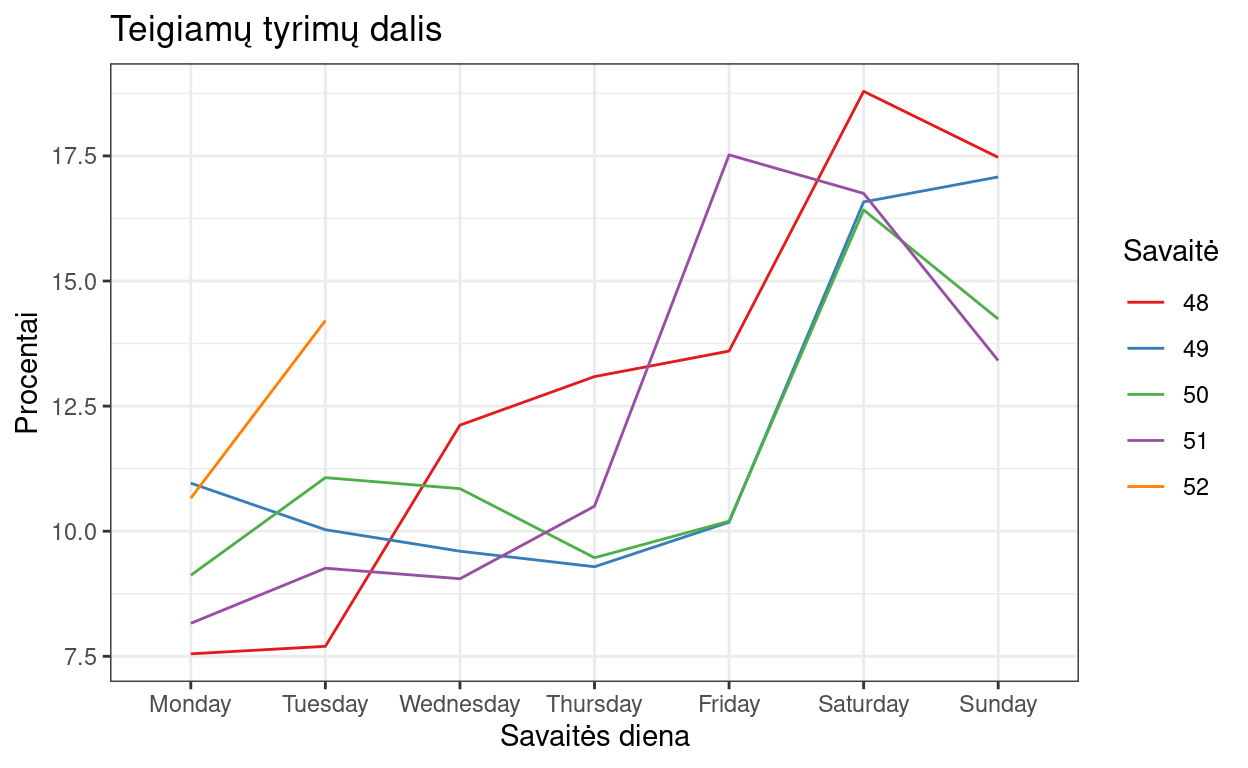 Teigiamų tyrimų dalis
Procentai
17.5
15.0
12.5
10.0
7.5
Monday Tuesday Wednesday Thursday Friday Saturday Sunday
Savaitės diena
Savaitė
48
49
50
51
52